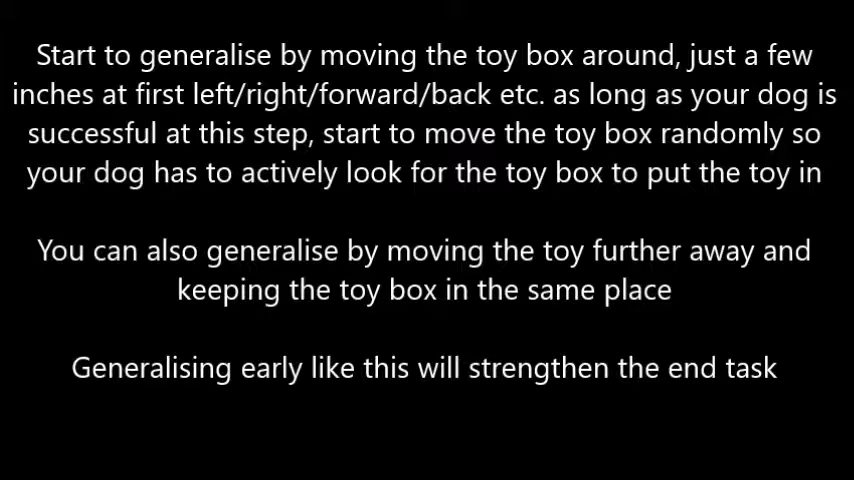 Start to generalise by moving the toy box around, just a few
inches at first left/right/forward/back etc. as long as your dog is
successful at this step, start to move the toy box randomly so
your dog has to actively look for the toy box to put the toy in
You can also generalise by moving the toy further away and
keeping the toy box in the same place
Generalising early like this will strengthen the end task